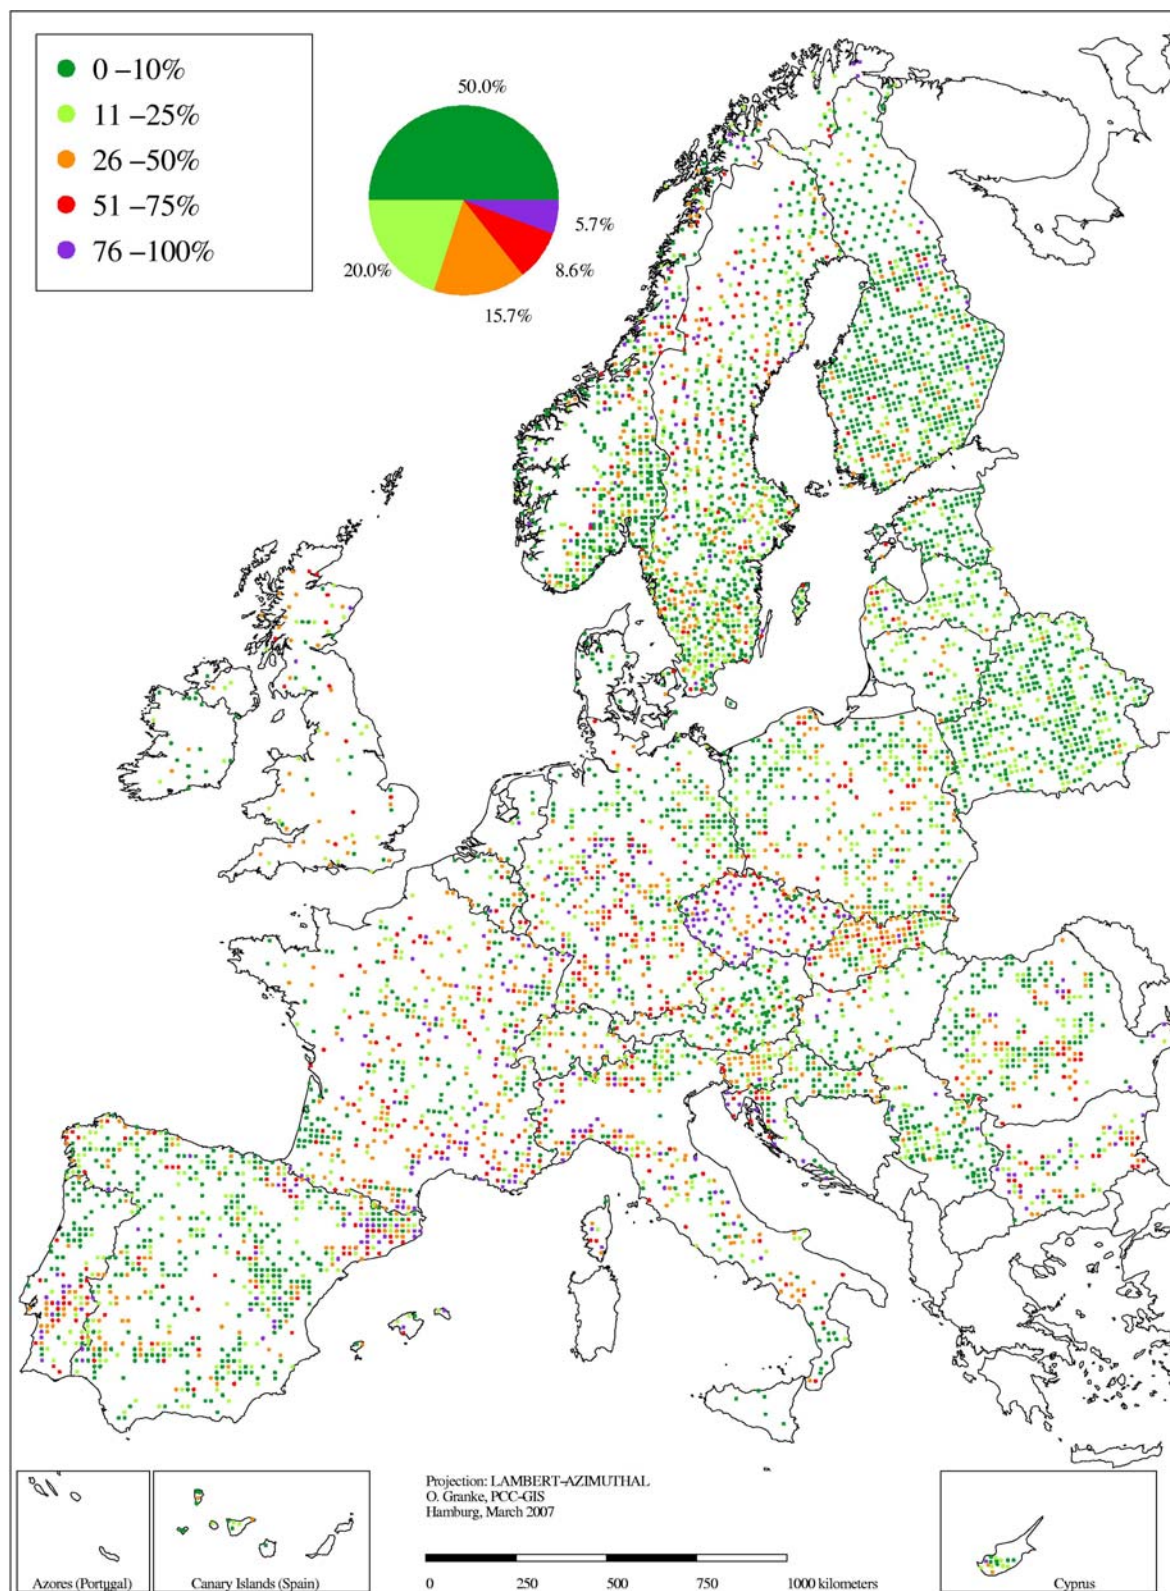 0 –10%
11 –25%
26 –50%
51 –75%
76 –100%
50.0%
5.7%
8.6%
15.7%
20.0%
Projection: LAMBERT-AZIMUTHAL
O. Granke, PCC-GIS
Hamburg, March 2007
0 250 500 750 1000 kilometers
Azores (Portugal)
Canary Islands (Spain)
Cyprus